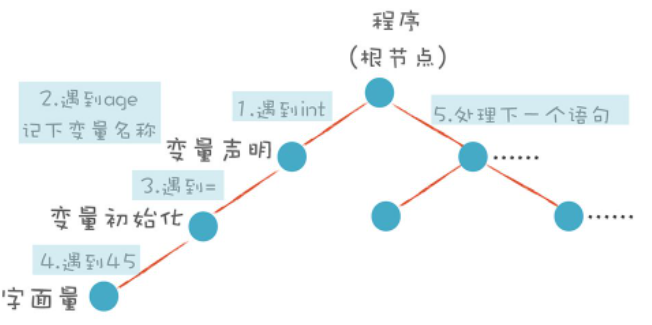 程序
(根节点)
2.遇到age
记下变量名称
1.遇到int
5.处理下一个语句
变量声明
......
3.遇到=
变量初始化
......
4.遇到45
字面量